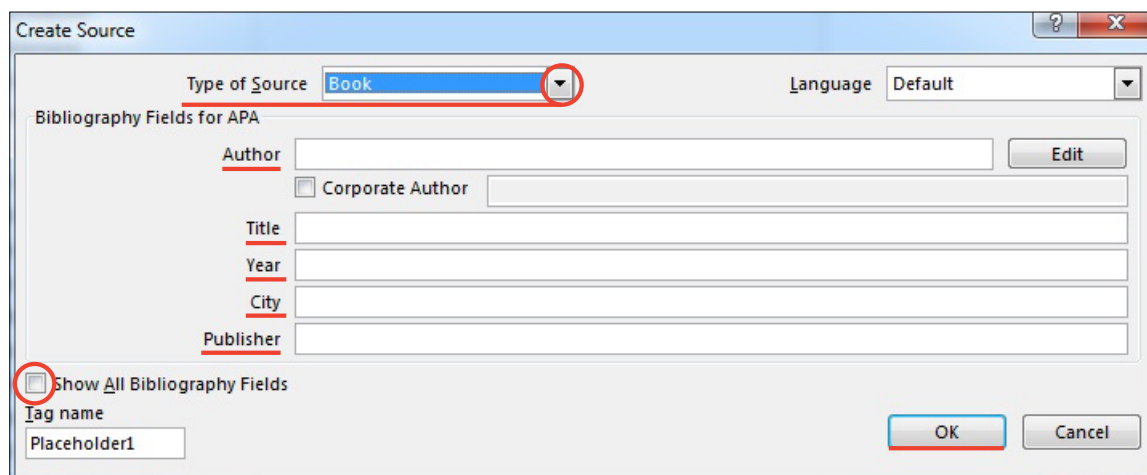 Create Source
Type of Source Book Language Default
Bibliography Fields for APA
Author Edit
Corporate Author
Title
Year
City
Publisher
Show All Bibliography Fields
Tag name
Placeholder1 OK Cancel